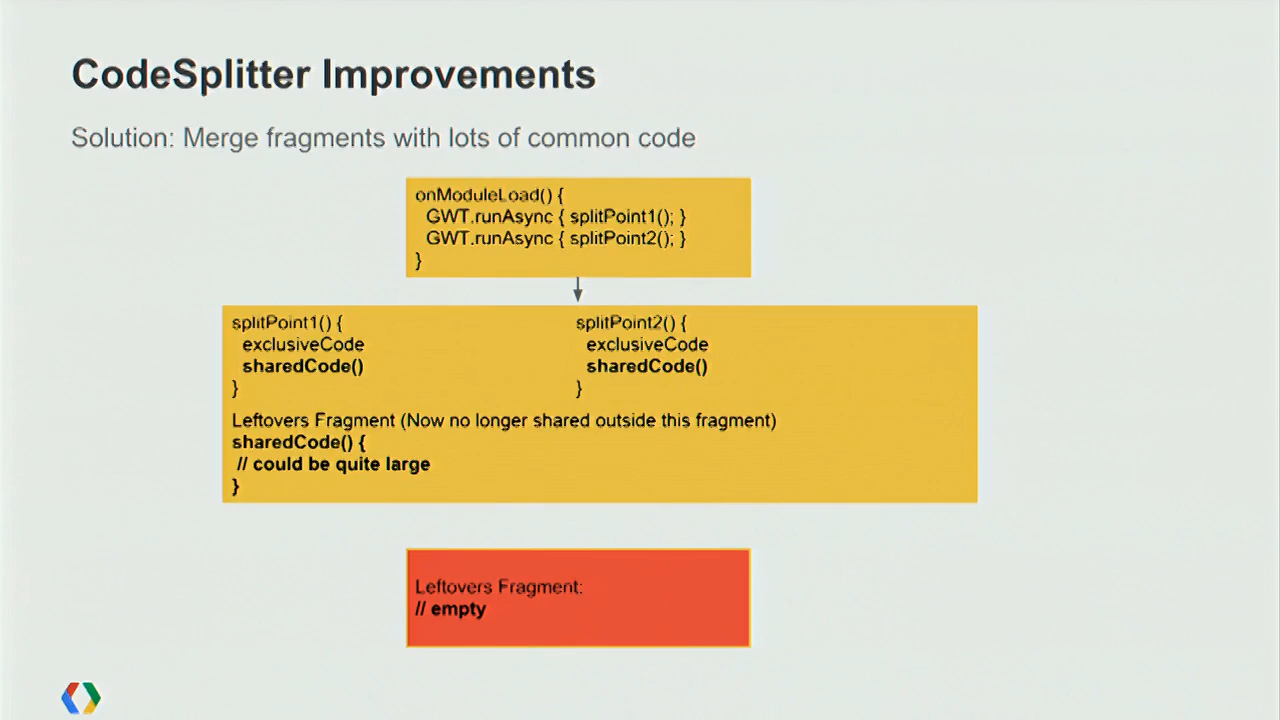 CodeSplitter Improvements
Solution: Merge fragments with lots of common code
onModuleLoad() {
GWT.runAsync { splitPoint1(); }
GWT.runAsync { splitPoint2(); }
}
splitPoint1() {
exclusiveCode
sharedCode()
}
splitPoint2() {
exclusiveCode
sharedCode()
}
Leftovers Fragment (Now no longer shared outside this fragment)
sharedCode() {
// could be quite large
}
Leftovers Fragment:
// empty